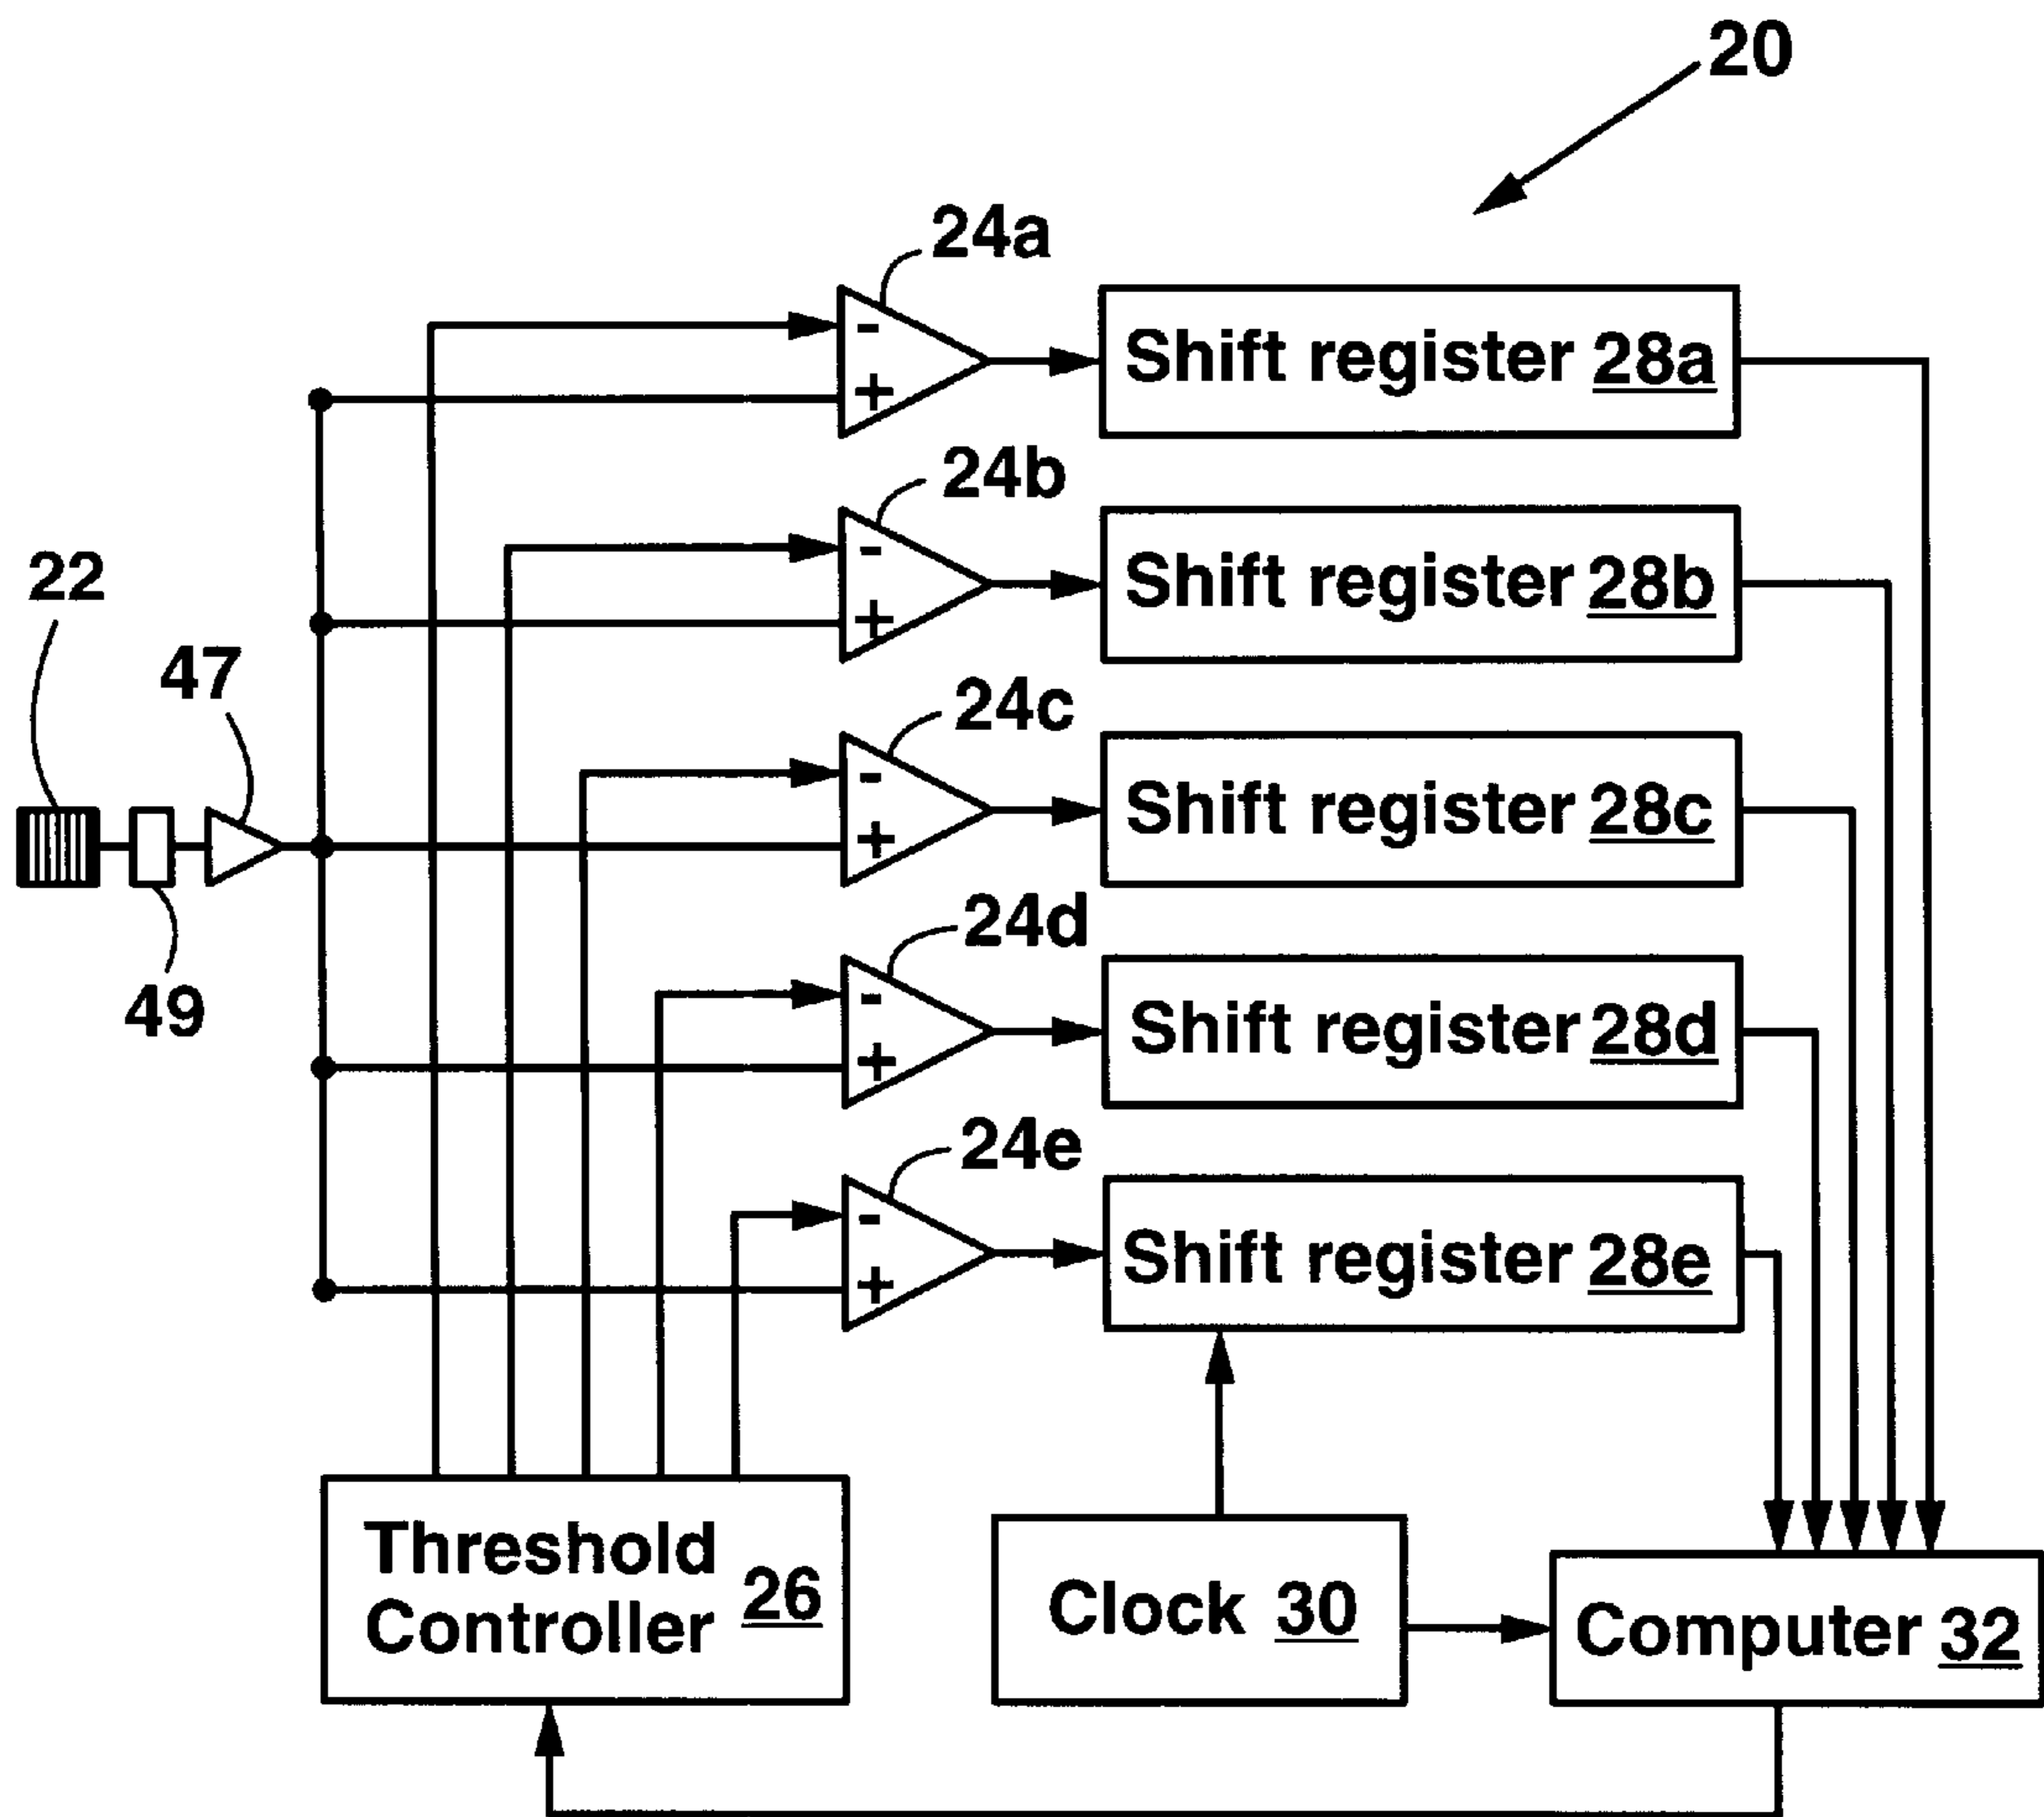 20
24a
-
+
Shift register 28a
24b
-
+
Shift register 28b
22
47
24c
-
+
Shift register 28c
49
24d
-
+
Shift register 28d
24e
-
+
Shift register 28e
Threshold
Controller 26
Clock 30
Computer 32